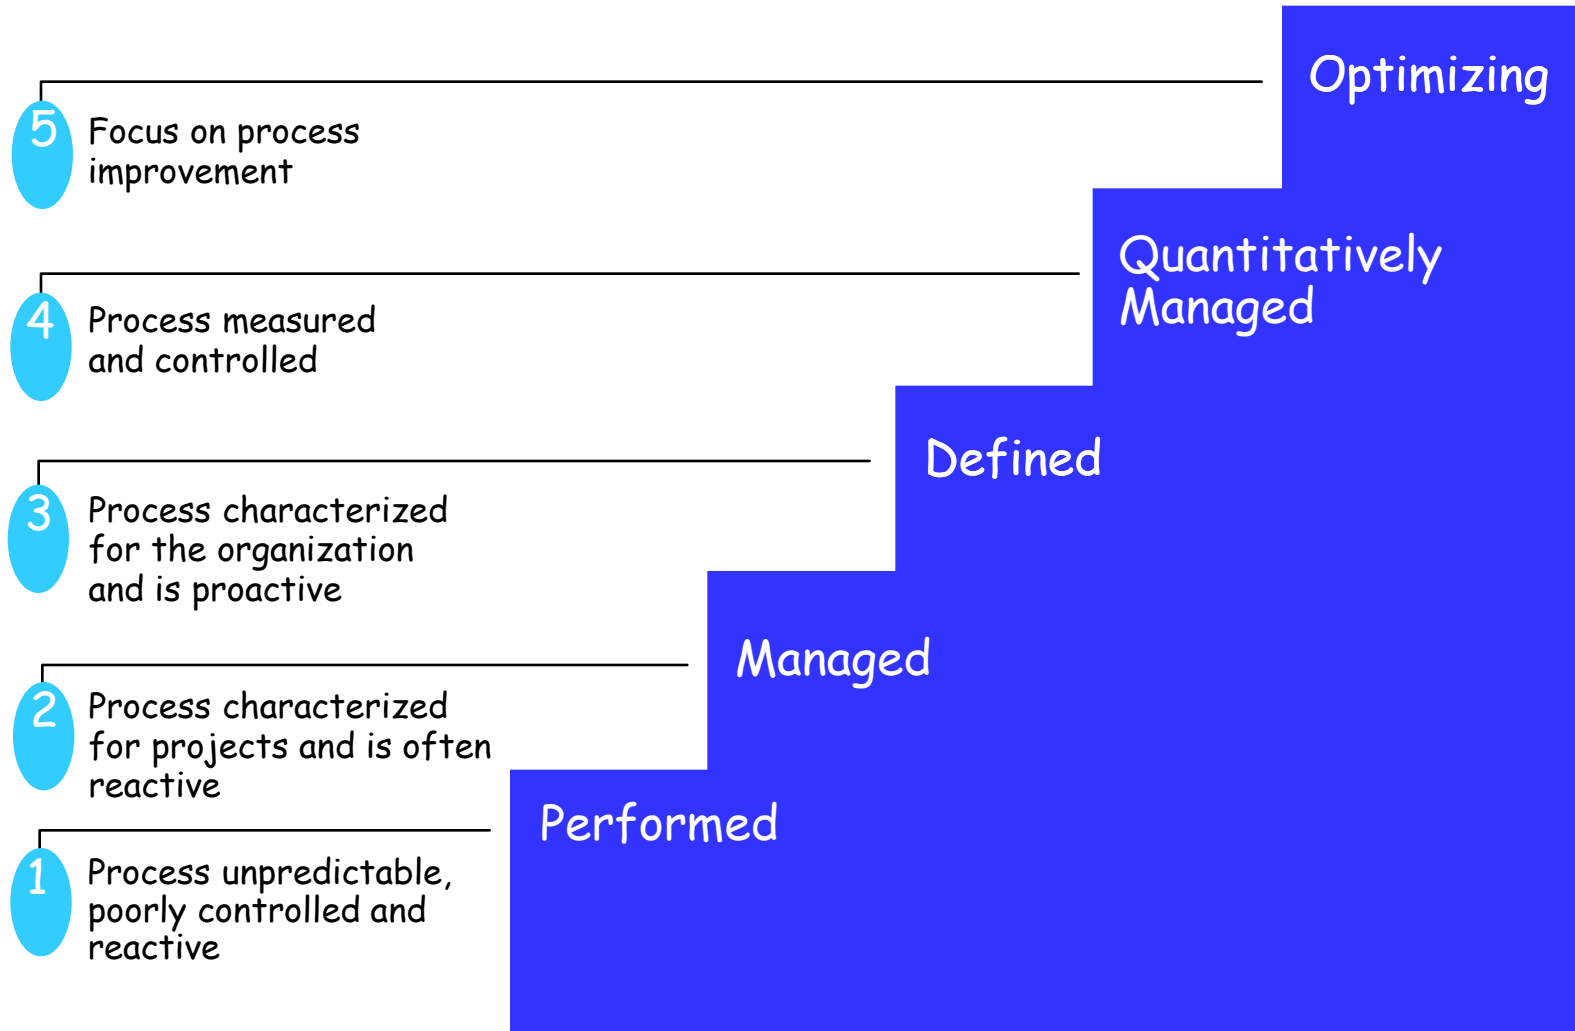 Optimizing
5
Focus on process
improvement
Quantitatively
Managed
4
Process measured
and controlled
Defined
3
Process characterized
for the organization
and is proactive
Managed
2
Process characterized
for projects and is often
reactive
Performed
1
Process unpredictable,
poorly controlled and
reactive